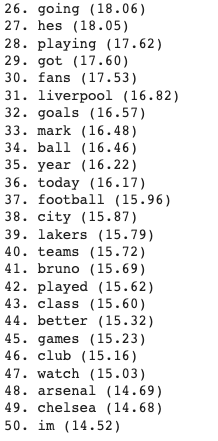 26. going (18.06)
27. hes (18.05)
28. playing (17.62)
29. got (17.60)
30. fans (17.53)
31. liverpool (16.82)
32. goals (16.57)
33. mark (16.48)
34. ball (16.46)
35. year (16.22)
36. today (16.17)
37. football (15.96)
38. city (15.87)
39. lakers (15.79)
40. teams (15.72)
41. bruno (15.69)
42. played (15.62)
43. class (15.60)
44. better (15.32)
45. games (15.23)
46. club (15.16)
47. watch (15.03)
48. arsenal (14.69)
49. chelsea (14.68)
50. im (14.52)